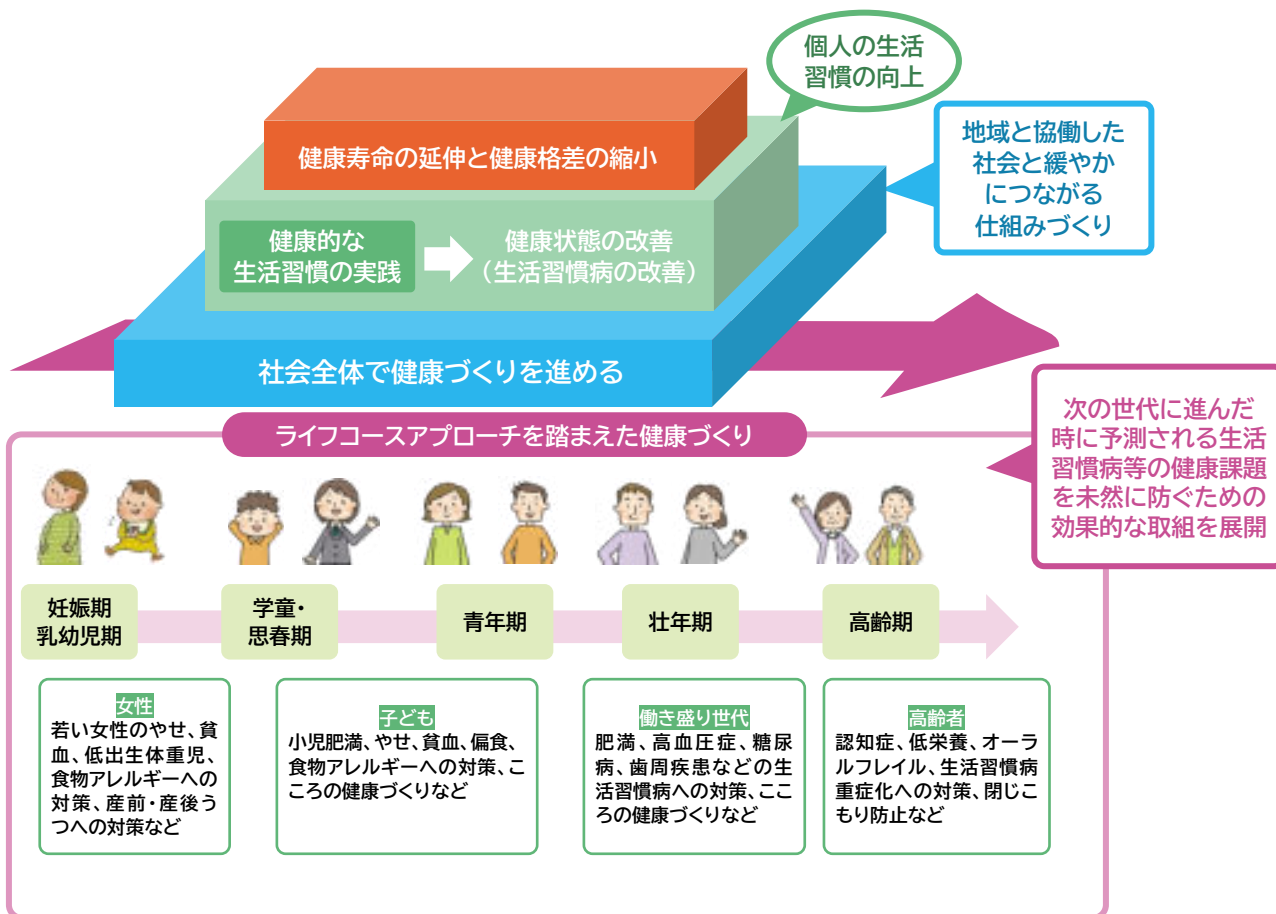 個人の生活
習慣の向上
健康寿命の延伸と健康格差の縮小
地域と協働した
社会と緩やか
につながる
仕組みづくり
健康的な
生活習慣の実践
健康状態の改善
（生活習慣病の改善）
社会全体で健康づくりを進める
次の世代に進んだ
時に予測される生活
習慣病等の健康課題
を未然に防ぐための
効果的な取組を展開
ライフコースアプローチを踏まえた健康づくり
妊娠期
乳幼児期
学童・
思春期
青年期
壮年期
高齢期
女性
若い女性のやせ、貧
血、低出生体重児、
食物アレルギーへの
対策、産前・産後う
つへの対策など
子ども
小児肥満、やせ、貧血、偏食、
食物アレルギーへの対策、こ
ころの健康づくりなど
働き盛り世代
肥満、高血圧症、糖尿
病、歯周疾患などの生
活習慣病への対策、ここ
ろの健康づくりなど
高齢者
認知症、低栄養、オーラ
ルフレイル、生活習慣病
重症化への対策、閉じこ
もり防止など